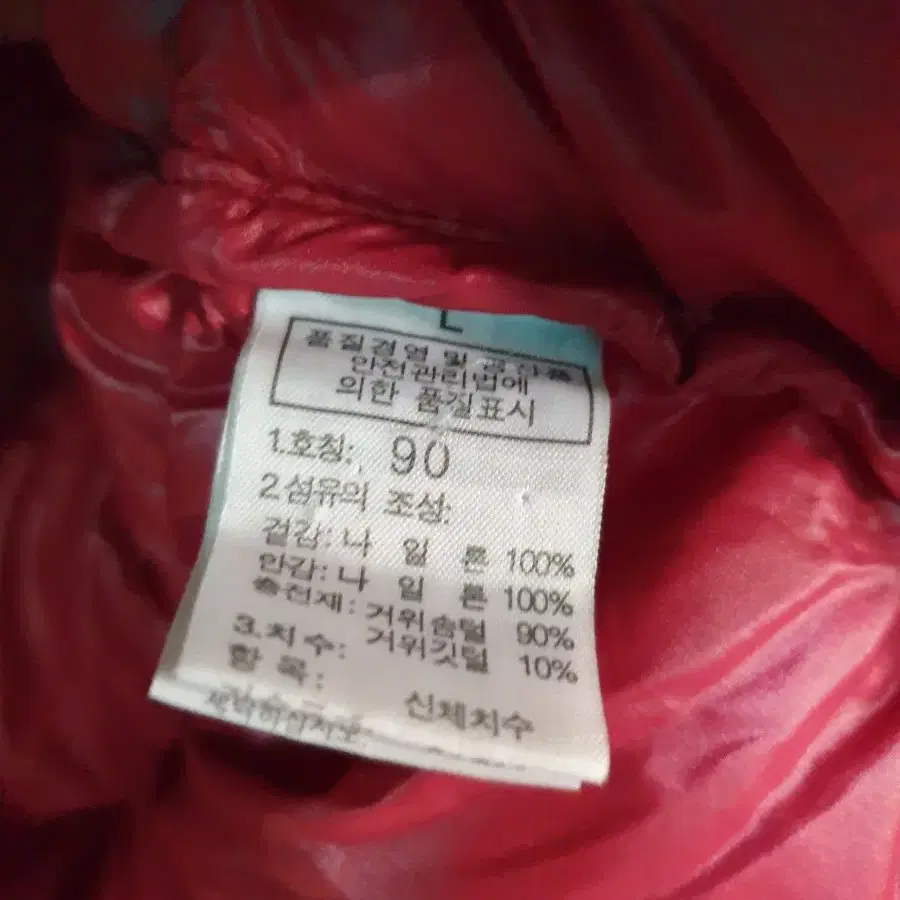 L
품질경영 및 공산품
안전관리법에
의한 품질표시
1.호칭: 90
2 섬유의 조성:
겉감: 나 일 론 100%
안감: 나 일 론 100%
충전재: 거위솜털 90%
거위깃털 10%
3.치수:
항 목: 신체치수